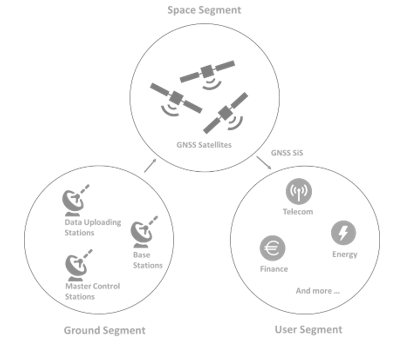 Space Segment
GNSS Satellites
GNSS SiS
Telecom
Data Uploading
Stations
Base
Stations
Energy
Finance
Master Control
Stations
And more ...
Ground Segment
User Segment